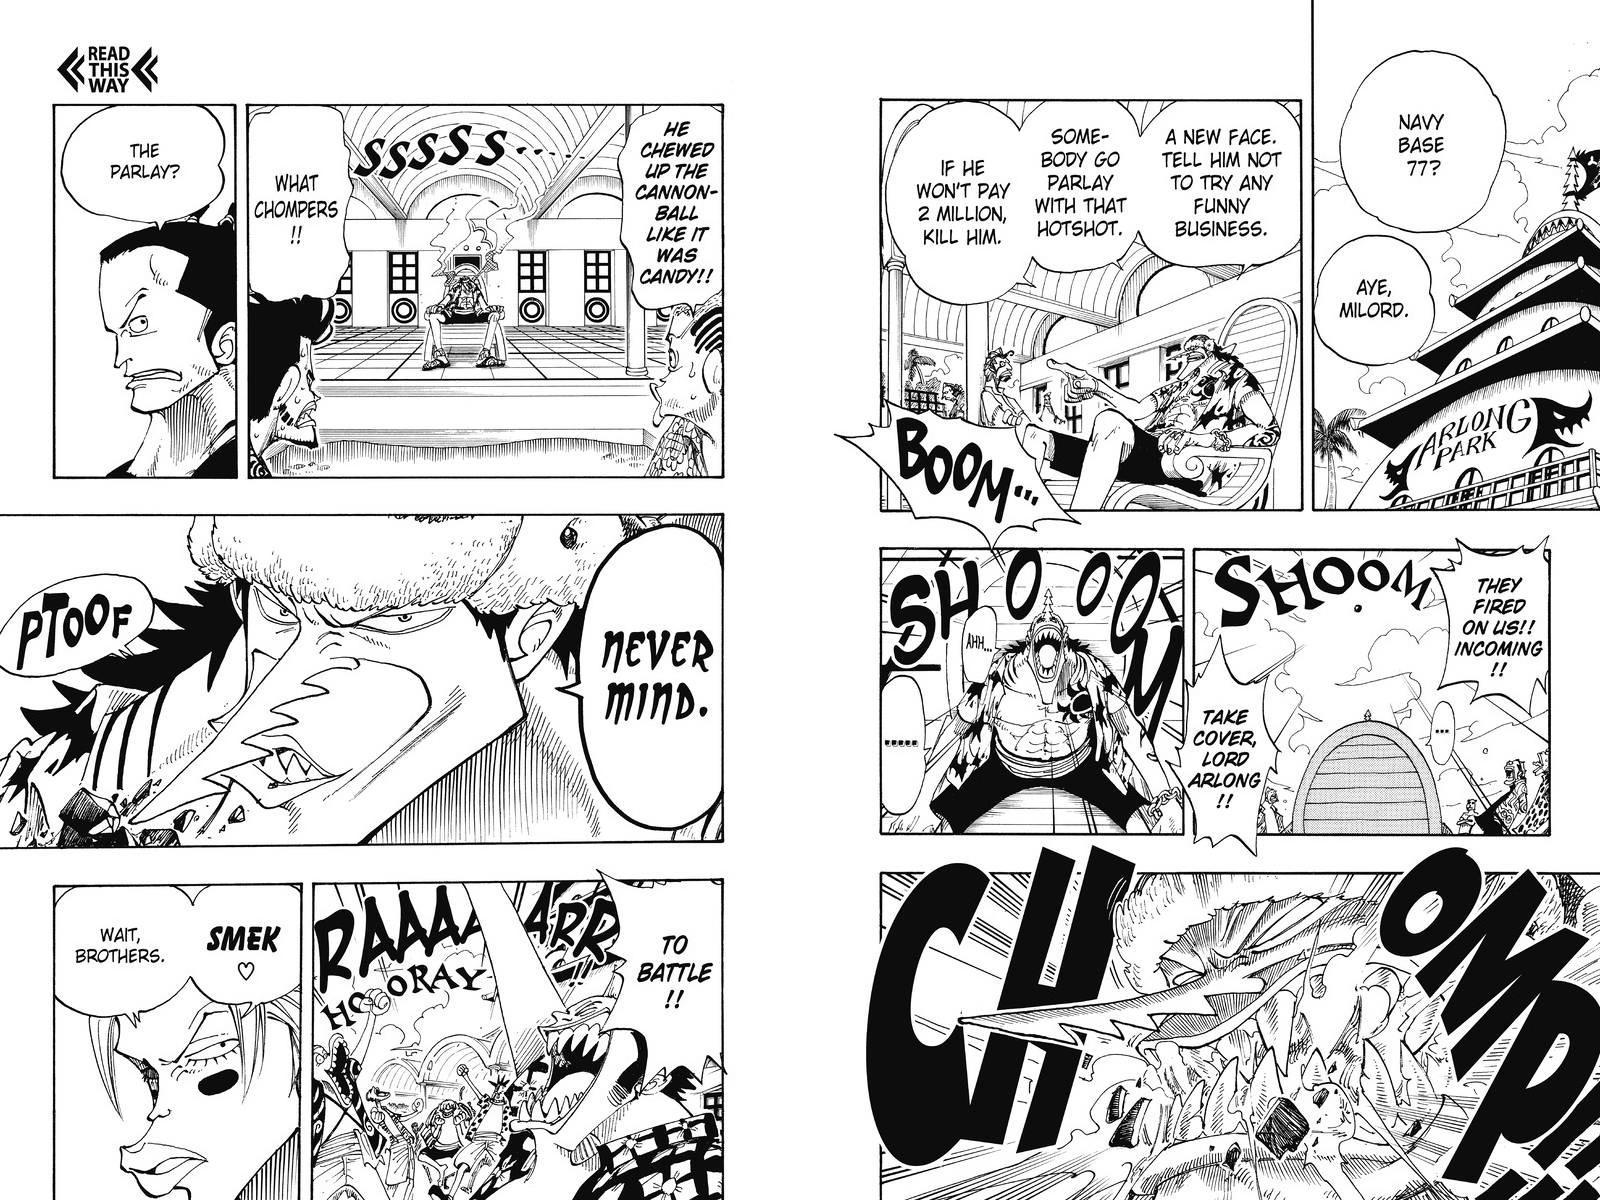 NAVY
BASE
77?
AYE,
MILORD.
ARLONG
PARK
A NEW FACE.
TELL HIM NOT
TO TRY ANY
FUNNY
BUSINESS.
SOME-
BODY GO
PARLAY
WITH THAT
HOTSHOT.
IF HE
WON'T PAY
2 MILLION,
KILL HIM.
BOOM...
THEY
FIRED
ON US!!
INCOMING
!!
SHOOM
...
TAKE
COVER,
LORD
ARLONG
!!
SHOOOOM
AHH...
......
CHOMP!!
READ
THIS
WAY
HE
CHEWED
UP THE
CANNON-
BALL
LIKE IT
WAS
CANDY!!
SSSSS......
WHAT
CHOMPERS
!!
THE
PARLAY?
NEVER
MIND.
PTOOF
TO
BATTLE
!!
RAAAAARR
!!
HOOORAY
SMEK
♡
WAIT,
BROTHERS.